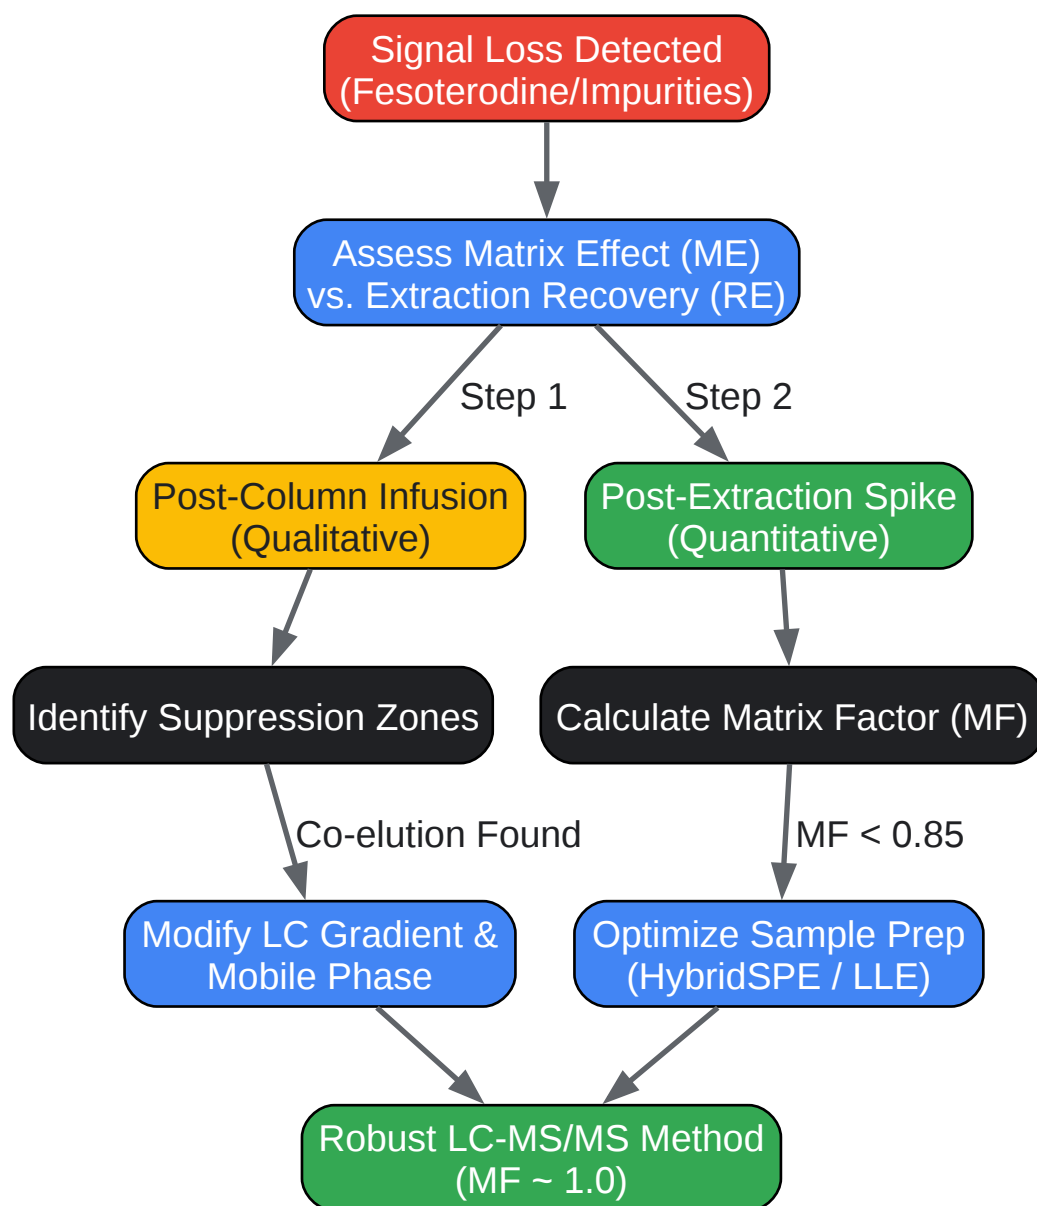 Signal Loss Detected
(Fesoterodine/Impurities)
Assess Matrix Effect (ME)
vs. Extraction Recovery (RE)
Step 1
Step 2
Post-Column Infusion
(Qualitative)
Post-Extraction Spike
(Quantitative)
Identify Suppression Zones
Calculate Matrix Factor (MF)
Co-elution Found
MF < 0.85
Modify LC Gradient &
Mobile Phase
Optimize Sample Prep
(HybridSPE / LLE)
Robust LC-MS/MS Method
(MF ~ 1.0)